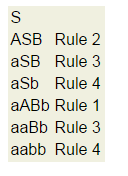 S
ASB Rule 2
aSB Rule 3
aSb Rule 4
aABb Rule 1
aaBb Rule 3
aabb Rule 4